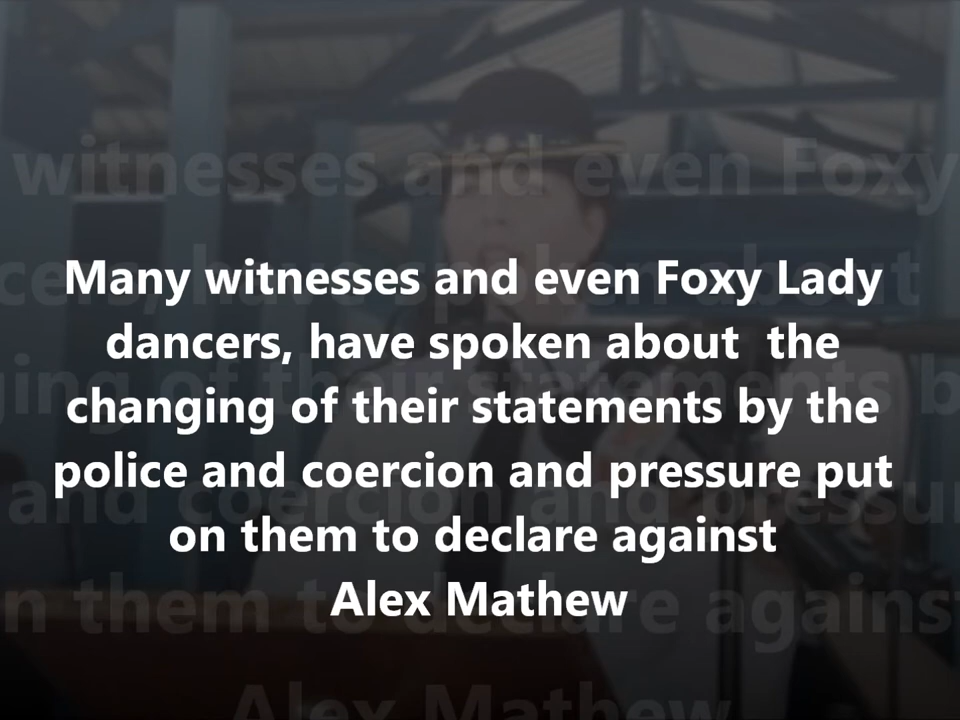 Many witnesses and even Foxy Lady
dancers, have spoken about  the
changing of their statements by the
police and coercion and pressure put
on them to declare against
Alex Mathew